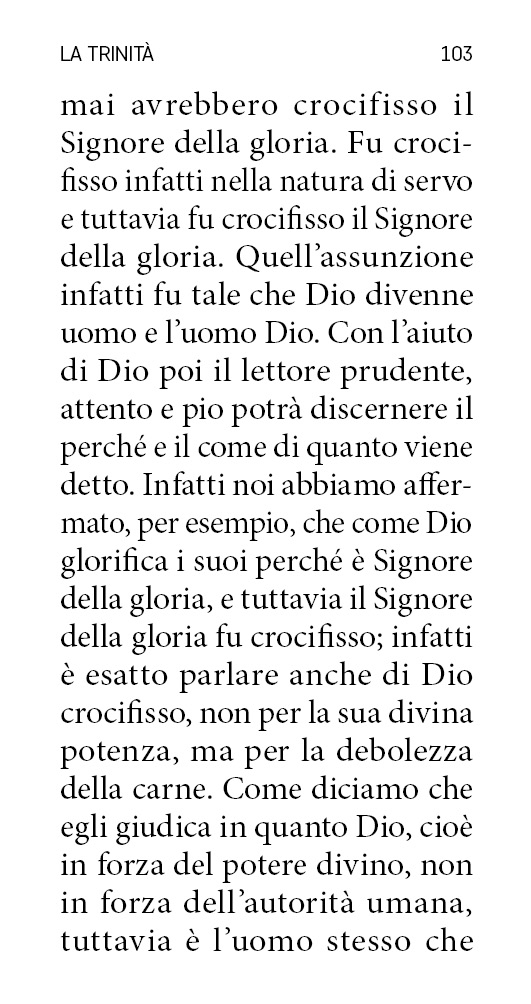 LA TRINITÀ 103
mai avrebbero crocifisso il
Signore della gloria. Fu croci-
fisso infatti nella natura di servo
e tuttavia fu crocifisso il Signore
della gloria. Quell’assunzione
infatti fu tale che Dio divenne
uomo e l’uomo Dio. Con l’aiuto
di Dio poi il lettore prudente,
attento e pio potrà discernere il
perché e il come di quanto viene
detto. Infatti noi abbiamo affer-
mato, per esempio, che come Dio
glorifica i suoi perché è Signore
della gloria, e tuttavia il Signore
della gloria fu crocifisso; infatti
è esatto parlare anche di Dio
crocifisso, non per la sua divina
potenza, ma per la debolezza
della carne. Come diciamo che
egli giudica in quanto Dio, cioè
in forza del potere divino, non
in forza dell’autorità umana,
tuttavia è l’uomo stesso che